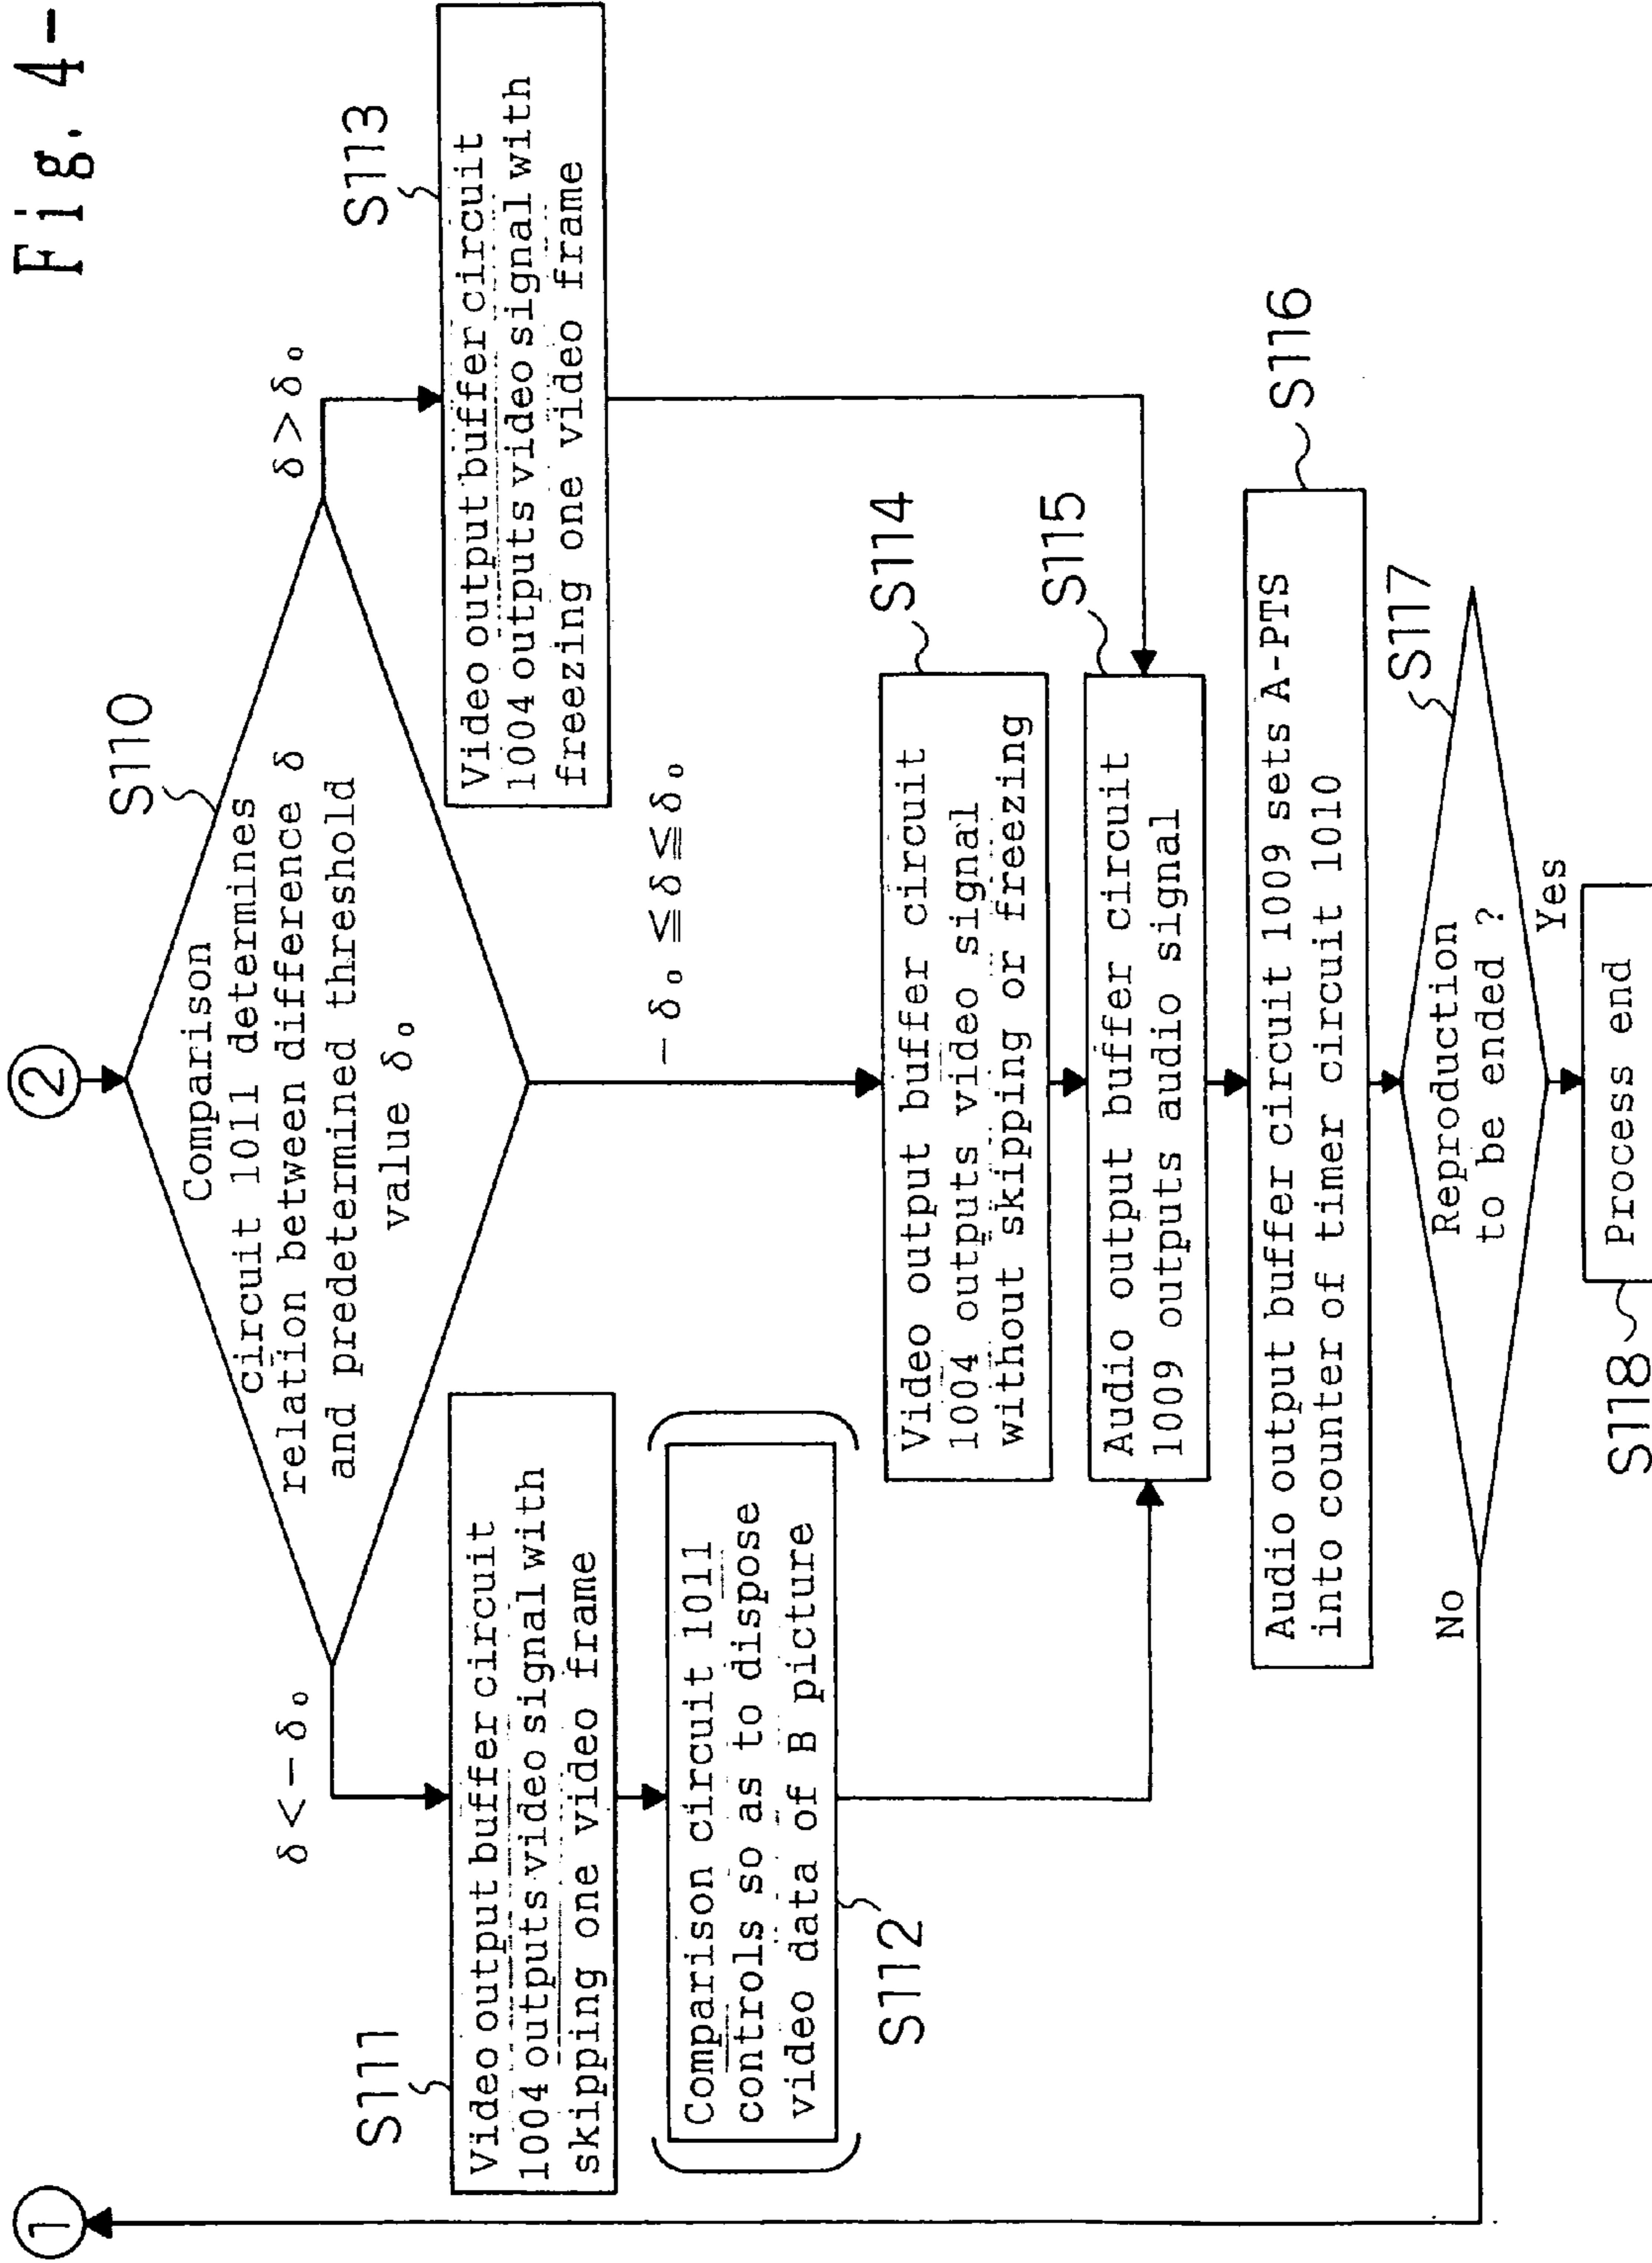 Fig. 4-
②
S110
Comparison
circuit 1011 determines
relation between difference δ
and predetermined threshold
value δ₀
δ < −δ₀
δ > δ₀
− δ₀ ≦ δ ≦ δ₀
S111
Video output buffer circuit
1004 outputs video signal with
skipping one video frame
S113
Video output buffer circuit
1004 outputs video signal with
freezing one video frame
Comparison circuit 1011
controls so as to dispose
video data of B picture
S112
S114
Video output buffer circuit
1004 outputs video signal
without skipping or freezing
S115
Audio output buffer circuit
1009 outputs audio signal
S116
Audio output buffer circuit 1009 sets A-PTS
into counter of timer circuit 1010
S117
Reproduction
to be ended ?
No
Yes
①
S118
Process end